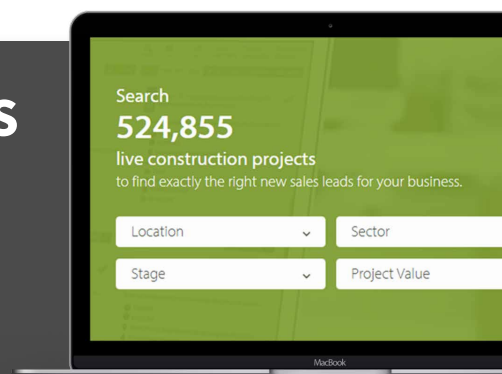 s
Search
524,855
live construction projects
to find exactly the right new sales leads for your business.
Location
Sector
Stage
Project Value
MacBook